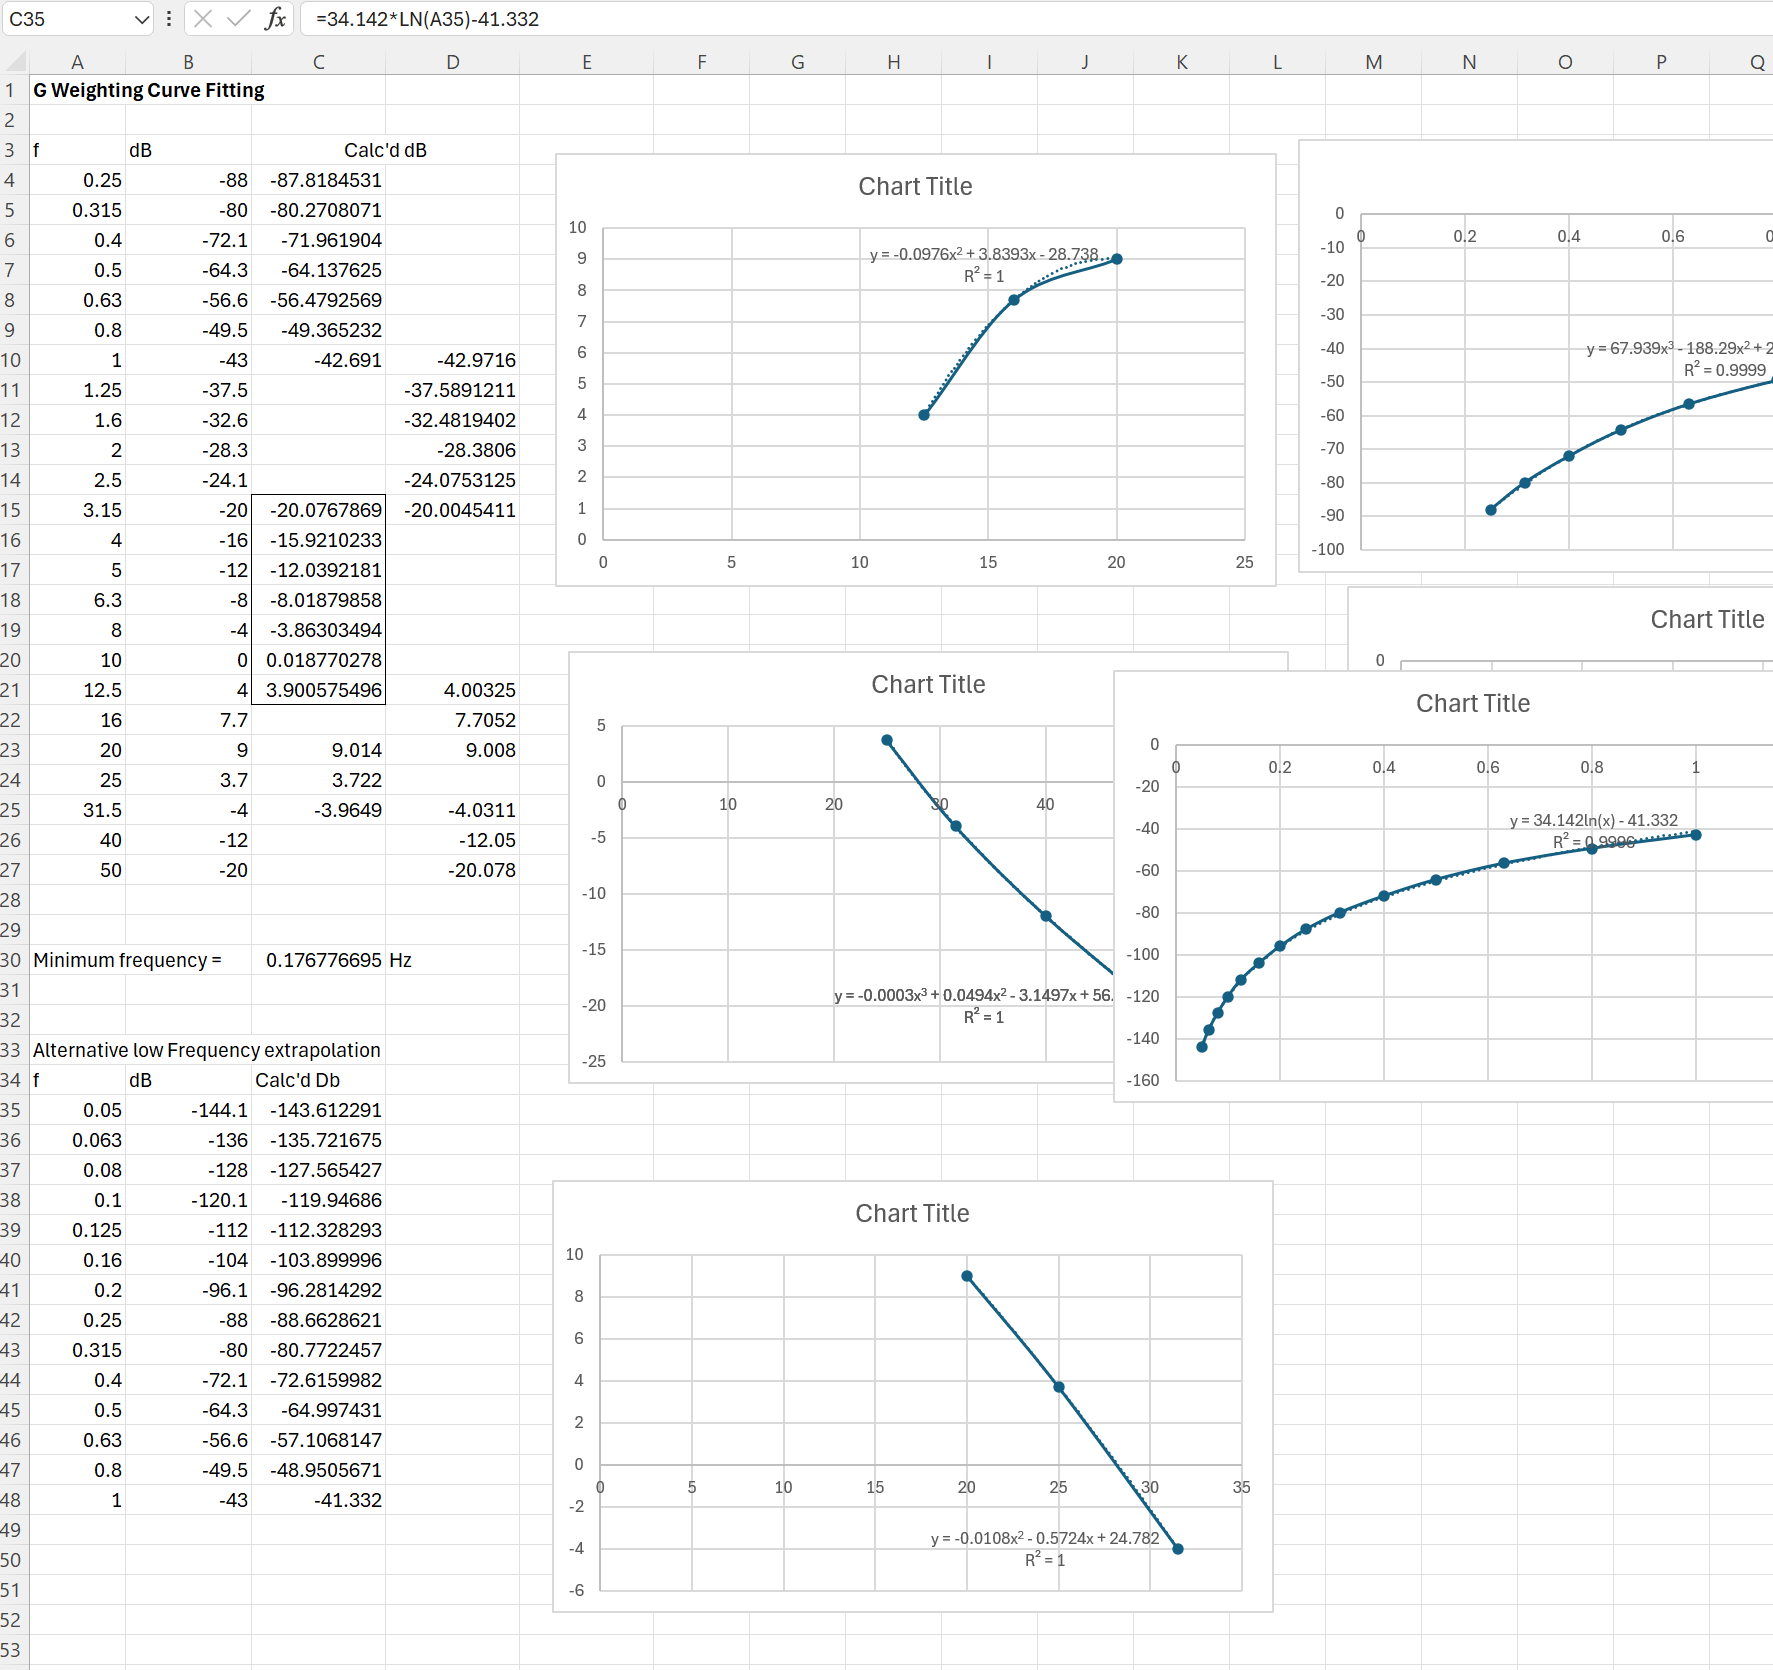 C35 fx =34.142*LN(A35)-41.332
A B C D E F G H I J K L M N O P Q
1 G Weighting Curve Fitting
2
3 f dB Calc'd dB
4 0.25 -88 -87.8184531
5 0.315 -80 -80.2708071
6 0.4 -72.1 -71.961904
7 0.5 -64.3 -64.137625
8 0.63 -56.6 -56.4792569
9 0.8 -49.5 -49.365232
10 1 -43 -42.691 -42.9716
11 1.25 -37.5 -37.5891211
12 1.6 -32.6 -32.4819402
13 2 -28.3 -28.3806
14 2.5 -24.1 -24.0753125
15 3.15 -20 -20.0767869 -20.0045411
16 4 -16 -15.9210233
17 5 -12 -12.0392181
18 6.3 -8 -8.01879858
19 8 -4 -3.86303494
20 10 0 0.018770278
21 12.5 4 3.900575496 4.00325
22 16 7.7 7.7052
23 20 9 9.014 9.008
24 25 3.7 3.722
25 31.5 -4 -3.9649 -4.0311
26 40 -12 -12.05
27 50 -20 -20.078
28
29
30 Minimum frequency = 0.176776695 Hz
31
32
33 Alternative low Frequency extrapolation
34 f dB Calc'd Db
35 0.05 -144.1 -143.612291
36 0.063 -136 -135.721675
37 0.08 -128 -127.565427
38 0.1 -120.1 -119.94686
39 0.125 -112 -112.328293
40 0.16 -104 -103.899996
41 0.2 -96.1 -96.2814292
42 0.25 -88 -88.6628621
43 0.315 -80 -80.7722457
44 0.4 -72.1 -72.6159982
45 0.5 -64.3 -64.997431
46 0.63 -56.6 -57.1068147
47 0.8 -49.5 -48.9505671
48 1 -43 -41.332
49
50
51
52
53
Chart Title
10
9
8
7
6
5
4
3
2
1
0
0 5 10 15 20 25
y = -0.0976x² + 3.8393x - 28.738
R² = 1
0
-10
-20
-30
-40
-50
-60
-70
-80
-90
-100
0 0.2 0.4 0.6
y = 67.939x³ - 188.29x² + 2
R² = 0.9999
Chart Title
0
Chart Title
5
0
-5
-10
-15
-20
-25
0 10 20 30 40
y = -0.0003x³ + 0.0494x² - 3.1497x + 56.
R² = 1
Chart Title
0
-20
-40
-60
-80
-100
-120
-140
-160
0 0.2 0.4 0.6 0.8 1
y = 34.142ln(x) - 41.332
R² = 0.9996
Chart Title
10
8
6
4
2
0
-2
-4
-6
0 5 10 15 20 25 30 35
y = -0.0108x² - 0.5724x + 24.782
R² = 1